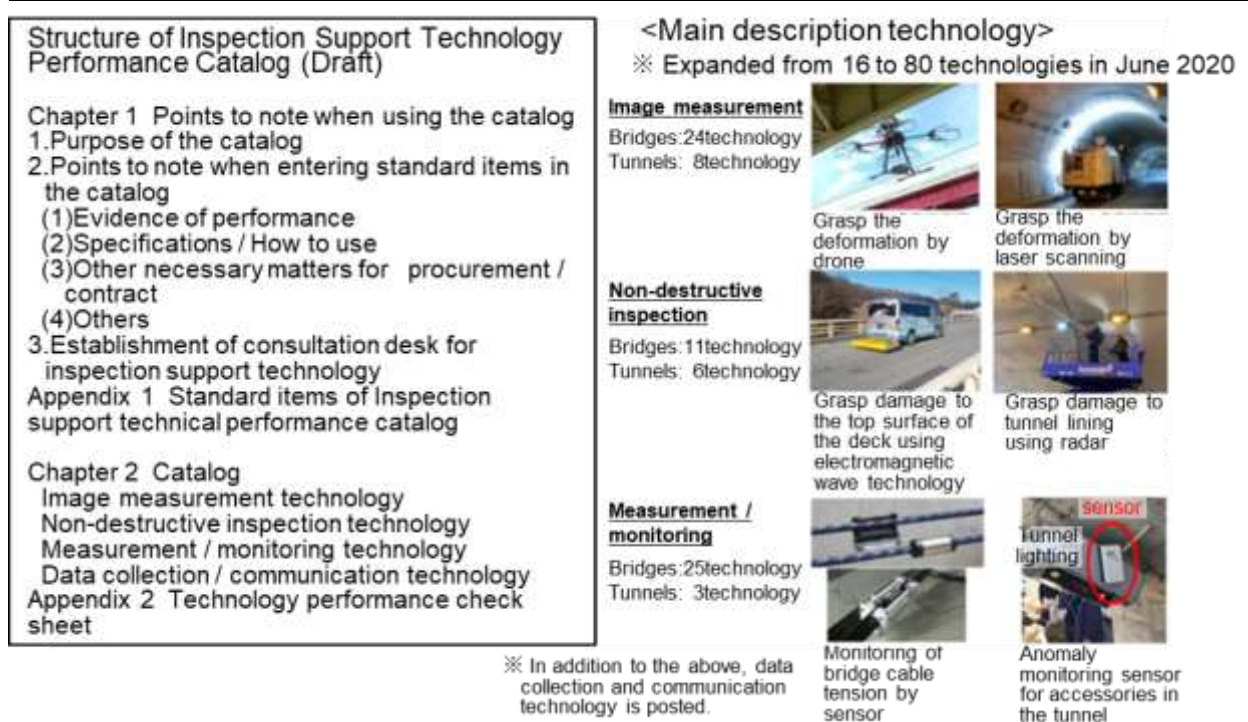 Structure of Inspection Support Technology
Performance Catalog (Draft)
Chapter 1 Points to note when using the catalog
1.Purpose of the catalog
2.Points to note when entering standard items in
the catalog
(1)Evidence of performance
(2)Specifications / How to use
(3)Other necessary matters for procurement /
contract
(4)Others
3.Establishment of consultation desk for
inspection support technology
Appendix 1 Standard items of Inspection
support technical performance catalog
Chapter 2 Catalog
Image measurement technology
Non-destructive inspection technology
Measurement / monitoring technology
Data collection / communication technology
Appendix 2 Technology performance check
sheet
<Main description technology>
※ Expanded from 16 to 80 technologies in June 2020
Image measurement
Bridges:24technology
Tunnels: 8technology
Grasp the
deformation by
drone
Grasp the
deformation by
laser scanning
Non-destructive
inspection
Bridges:11technology
Tunnels: 6technology
Grasp damage to
the top surface of
the deck using
electromagnetic
wave technology
Grasp damage to
tunnel lining
using radar
Measurement /
monitoring
Bridges:25technology
Tunnels: 3technology
Monitoring of
bridge cable
tension by
sensor
sensor
Tunnel
lighting
Anomaly
monitoring sensor
for accessories in
the tunnel
※ In addition to the above, data
collection and communication
technology is posted.